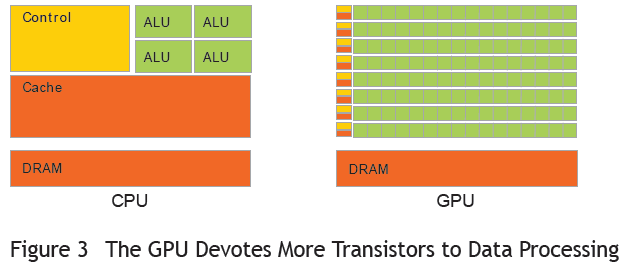 Control
ALU ALU
ALU ALU
Cache
DRAM
CPU
DRAM
GPU
Figure 3 The GPU Devotes More Transistors to Data Processing